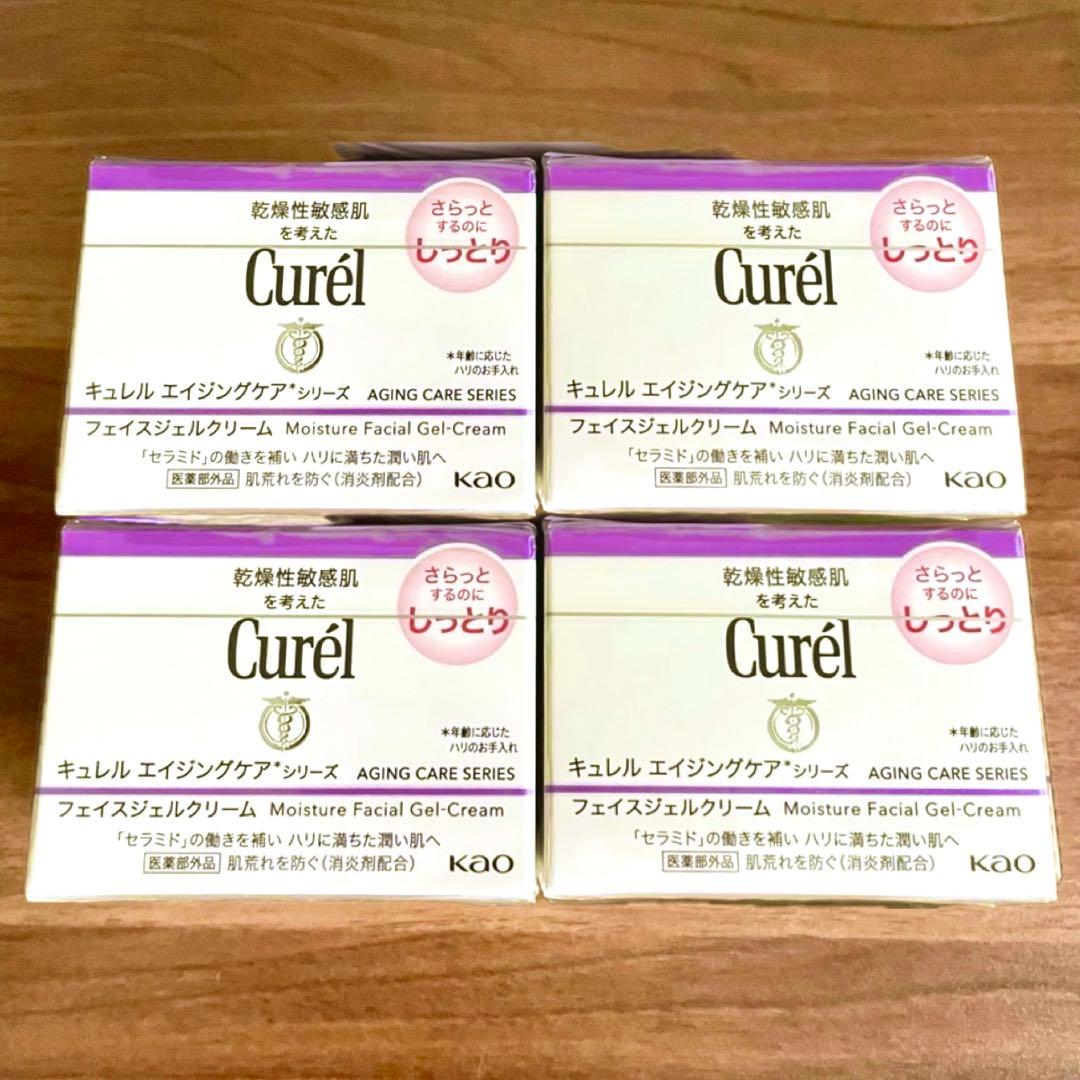 乾燥性敏感肌
を考えた
さらっと
するのに
しっとり
Curél
*年齢に応じた
ハリのお手入れ
キュレル エイジングケア*シリーズ AGING CARE SERIES
フェイスジェルクリーム Moisture Facial Gel-Cream
「セラミド」の働きを補い ハリに満ちた潤い肌へ
医薬部外品 肌荒れを防ぐ(消炎剤配合) Kao
乾燥性敏感肌
を考えた
さらっと
するのに
しっとり
Curél
*年齢に応じた
ハリのお手入れ
キュレル エイジングケア*シリーズ AGING CARE SERIES
フェイスジェルクリーム Moisture Facial Gel-Cream
「セラミド」の働きを補い ハリに満ちた潤い肌へ
医薬部外品 肌荒れを防ぐ(消炎剤配合) Kao
乾燥性敏感肌
を考えた
さらっと
するのに
しっとり
Curél
*年齢に応じた
ハリのお手入れ
キュレル エイジングケア*シリーズ AGING CARE SERIES
フェイスジェルクリーム Moisture Facial Gel-Cream
「セラミド」の働きを補い ハリに満ちた潤い肌へ
医薬部外品 肌荒れを防ぐ(消炎剤配合) Kao
乾燥性敏感肌
を考えた
さらっと
するのに
しっとり
Curél
*年齢に応じた
ハリのお手入れ
キュレル エイジングケア*シリーズ AGING CARE SERIES
フェイスジェルクリーム Moisture Facial Gel-Cream
「セラミド」の働きを補い ハリに満ちた潤い肌へ
医薬部外品 肌荒れを防ぐ(消炎剤配合) Kao